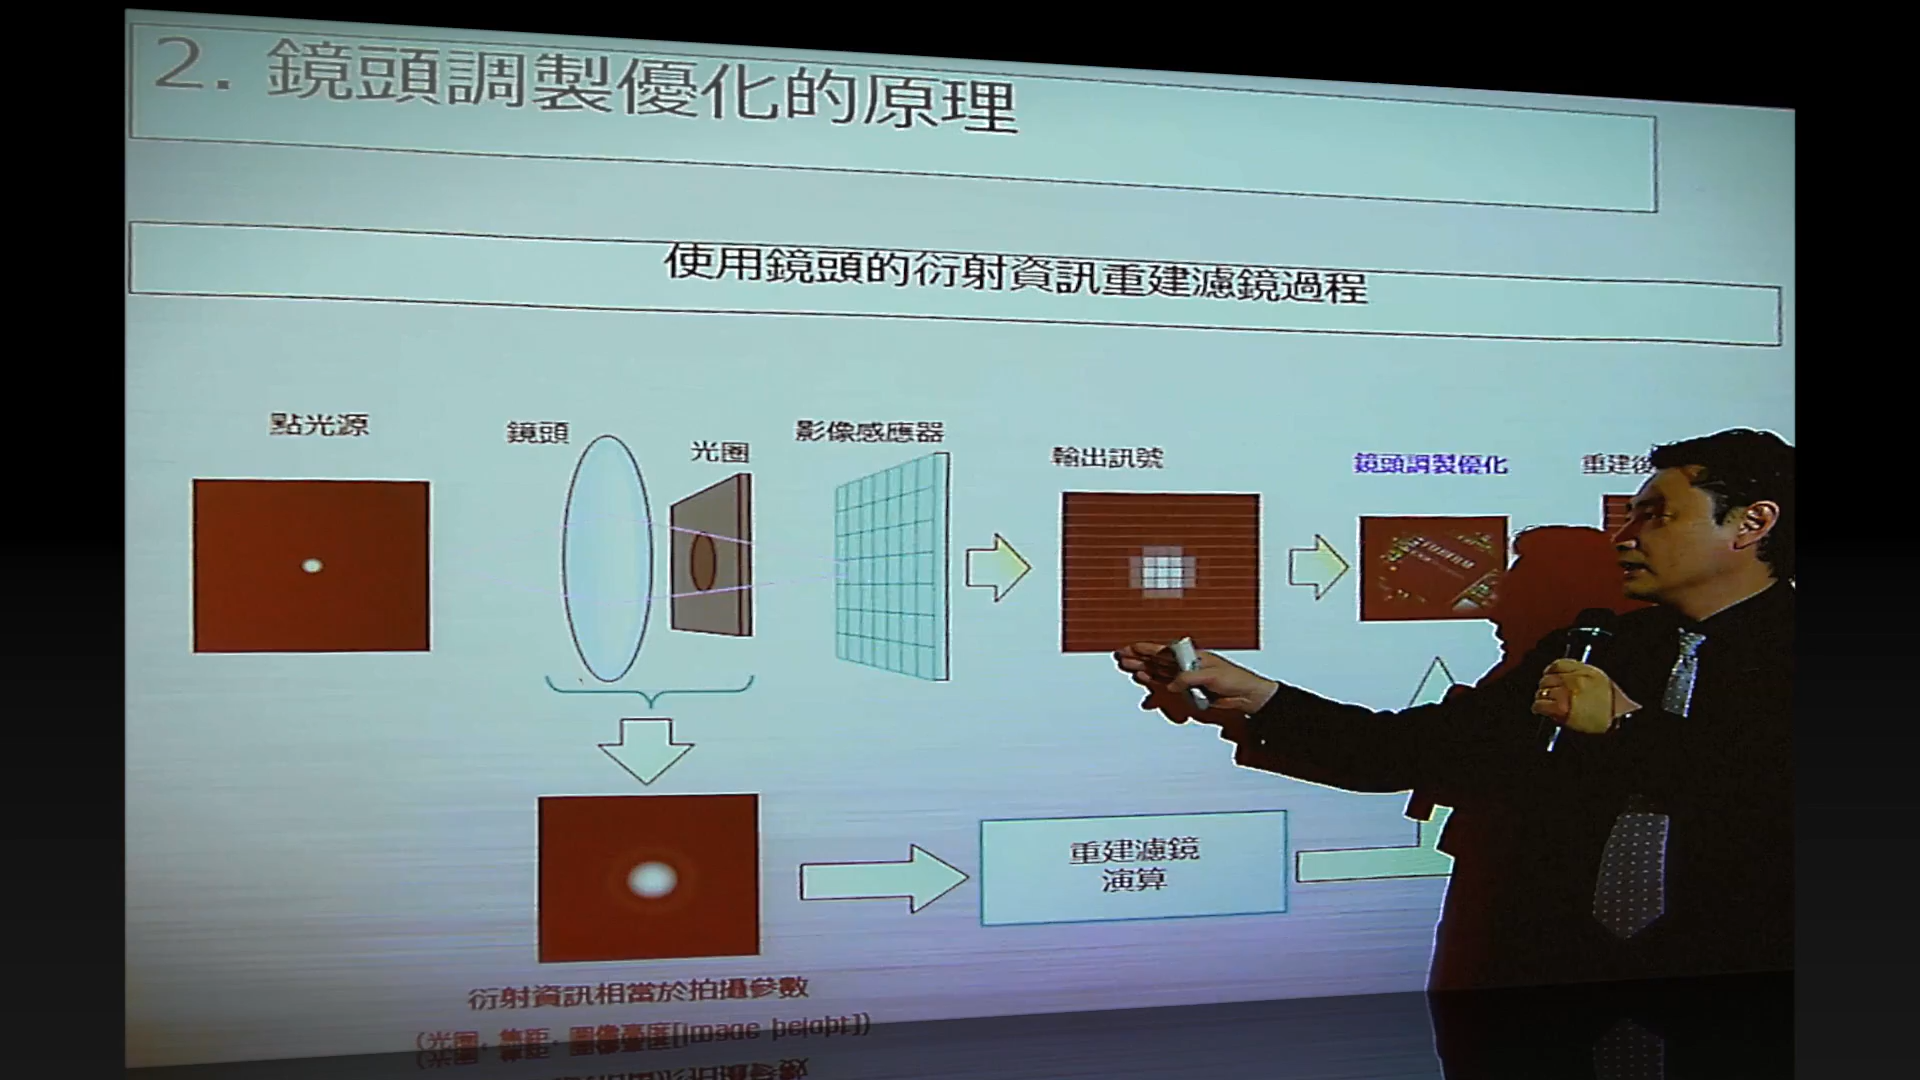 2. 鏡頭調製優化的原理
使用鏡頭的衍射資訊重建濾鏡過程
點光源
鏡頭
光圈
影像感應器
輸出訊號
鏡頭調製優化
重建後
FUJIFILM
重建濾鏡
演算
衍射資訊相當於拍攝參數
(光圈, 焦距, 圖像高度[image height])